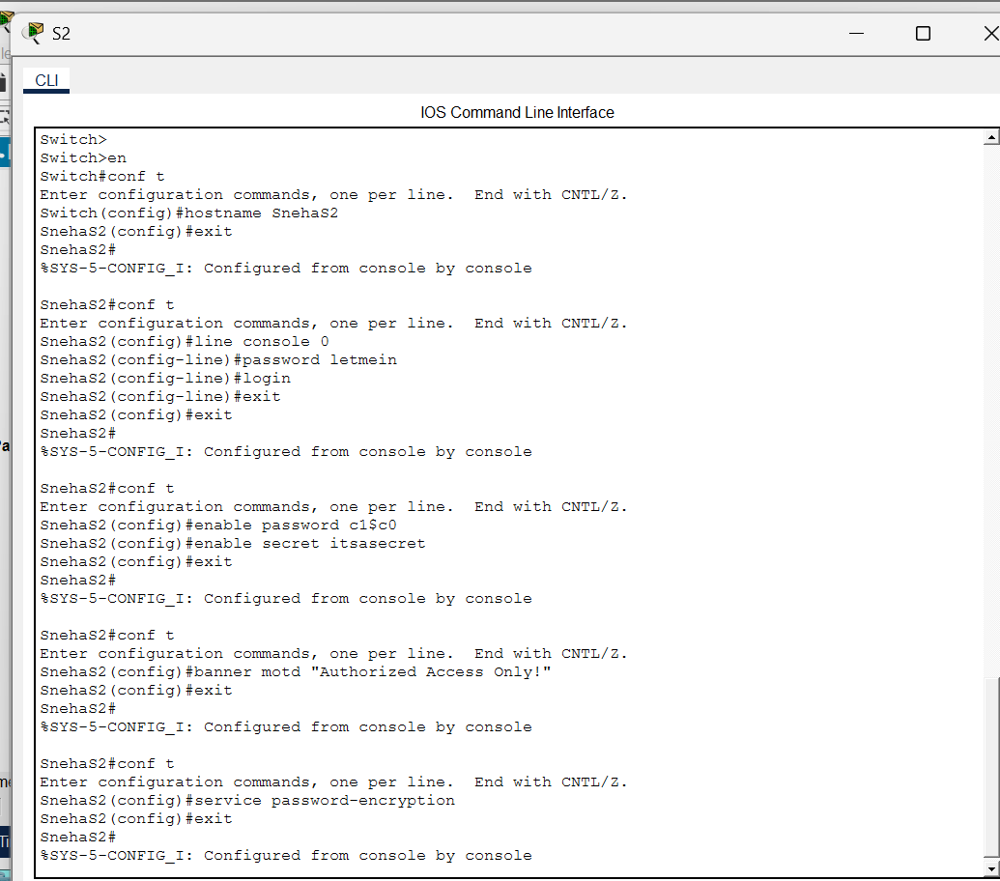 S2
CLI
IOS Command Line Interface
Switch>
Switch>en
Switch#conf t
Enter configuration commands, one per line.  End with CNTL/Z.
Switch(config)#hostname SnehaS2
SnehaS2(config)#exit
SnehaS2#
%SYS-5-CONFIG_I: Configured from console by console

SnehaS2#conf t
Enter configuration commands, one per line.  End with CNTL/Z.
SnehaS2(config)#line console 0
SnehaS2(config-line)#password letmein
SnehaS2(config-line)#login
SnehaS2(config-line)#exit
SnehaS2(config)#exit
SnehaS2#
%SYS-5-CONFIG_I: Configured from console by console

SnehaS2#conf t
Enter configuration commands, one per line.  End with CNTL/Z.
SnehaS2(config)#enable password c1$c0
SnehaS2(config)#enable secret itsasecret
SnehaS2(config)#exit
SnehaS2#
%SYS-5-CONFIG_I: Configured from console by console

SnehaS2#conf t
Enter configuration commands, one per line.  End with CNTL/Z.
SnehaS2(config)#banner motd "Authorized Access Only!"
SnehaS2(config)#exit
SnehaS2#
%SYS-5-CONFIG_I: Configured from console by console

SnehaS2#conf t
Enter configuration commands, one per line.  End with CNTL/Z.
SnehaS2(config)#service password-encryption
SnehaS2(config)#exit
SnehaS2#
%SYS-5-CONFIG_I: Configured from console by console